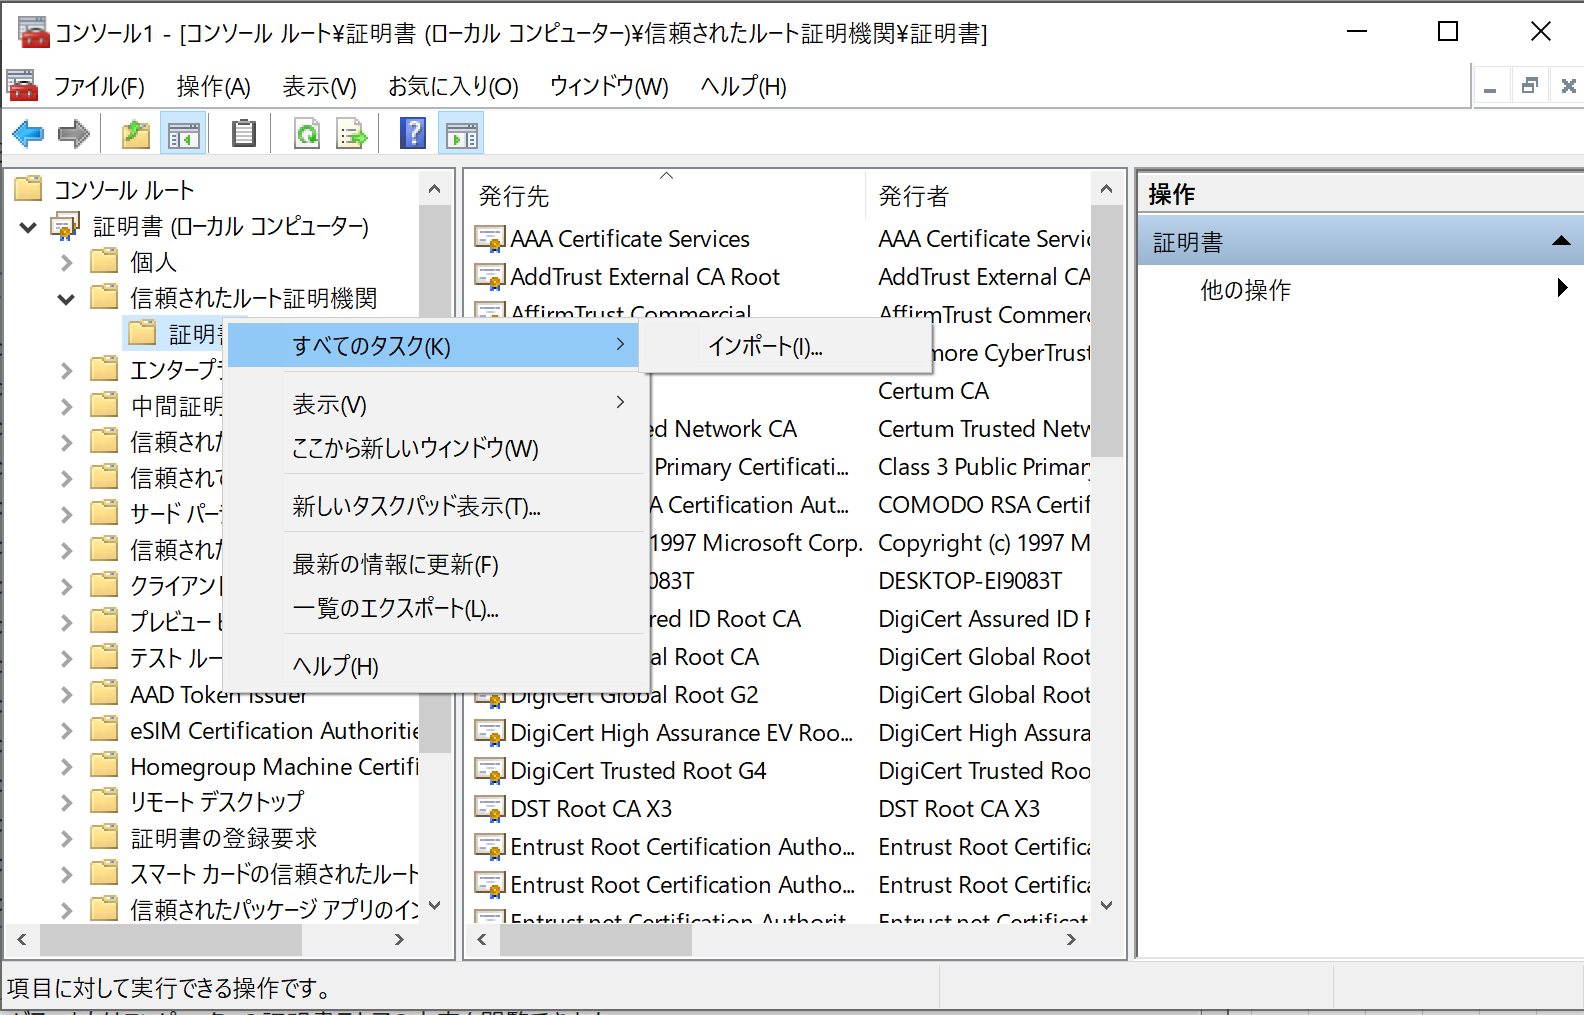 コンソール1 - [コンソール ルート¥証明書 (ローカル コンピューター)¥信頼されたルート証明機関¥証明書]
ファイル(F) 操作(A) 表示(V) お気に入り(O) ウィンドウ(W) ヘルプ(H)
コンソール ルート
証明書 (ローカル コンピューター)
個人
信頼されたルート証明機関
証明
エンタープ
中間証明
信頼された
信頼されて
サード パー
信頼された
クライアント
プレビュー
テスト ルー
AAD Token Issuer
eSIM Certification Authoritie
Homegroup Machine Certifi
リモート デスクトップ
証明書の登録要求
スマート カードの信頼されたルート
信頼されたパッケージ アプリのイン
すべてのタスク(K)
表示(V)
ここから新しいウィンドウ(W)
新しいタスクパッド表示(T)...
最新の情報に更新(F)
一覧のエクスポート(L)...
ヘルプ(H)
インポート(I)...
発行先 発行者
AAA Certificate Services AAA Certificate Servic
AddTrust External CA Root AddTrust External CA
AffirmTrust Commercial AffirmTrust Commerc
more CyberTrust
Certum CA
ed Network CA Certum Trusted Netw
Primary Certificati... Class 3 Public Primary
A Certification Aut... COMODO RSA Certif
1997 Microsoft Corp. Copyright (c) 1997 M
083T DESKTOP-EI9083T
red ID Root CA DigiCert Assured ID R
al Root CA DigiCert Global Root
DigiCert Global Root G2 DigiCert Global Root
DigiCert High Assurance EV Roo... DigiCert High Assura
DigiCert Trusted Root G4 DigiCert Trusted Roo
DST Root CA X3 DST Root CA X3
Entrust Root Certification Autho... Entrust Root Certifica
Entrust Root Certification Autho... Entrust Root Certifica
Entrust.net Certification Authorit Entrust.net Certificat
操作
証明書
他の操作
項目に対して実行できる操作です。